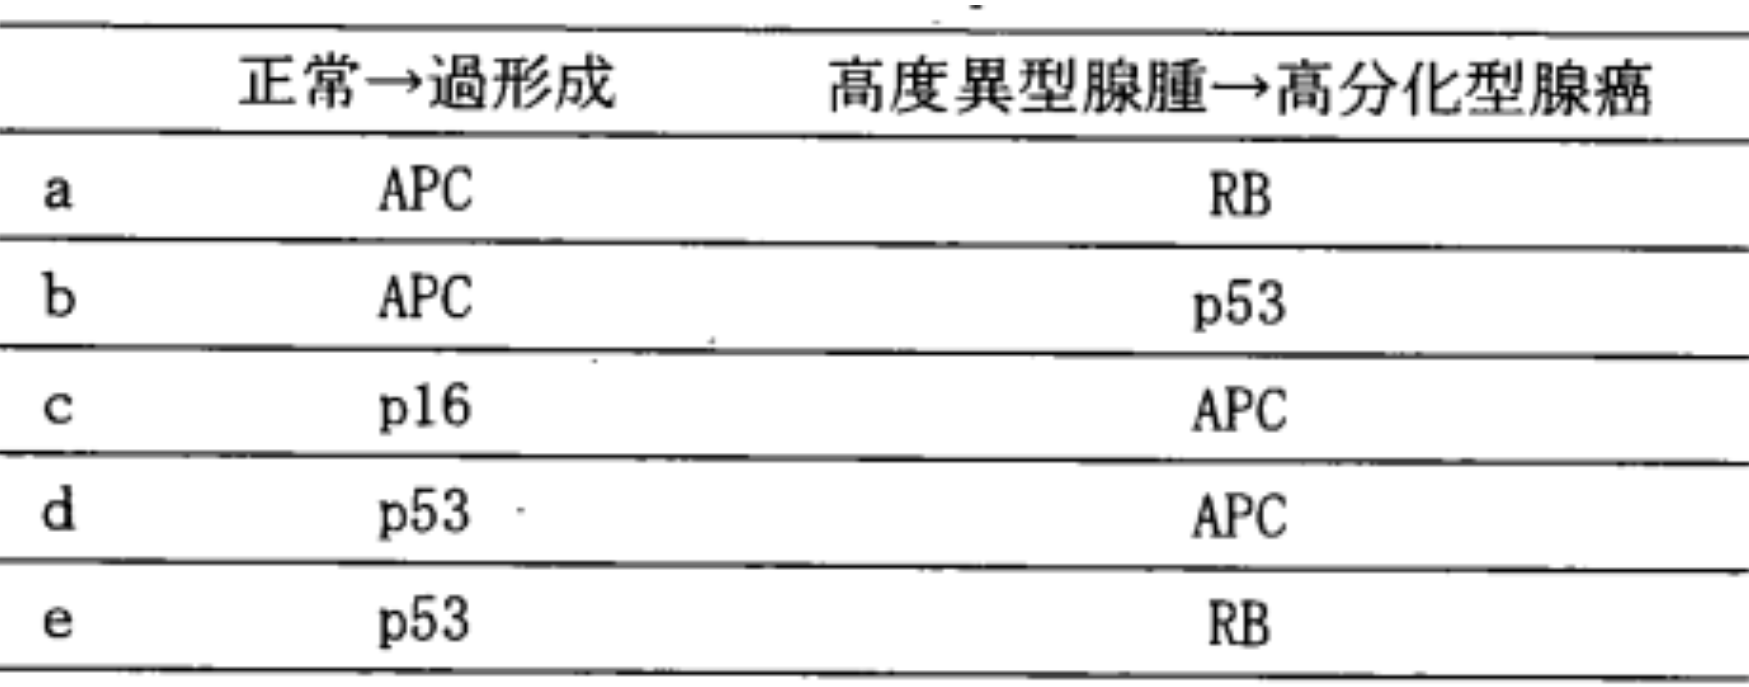 正常→過形成 高度異型腺腫→高分化型腺癌
a APC RB
b APC p53
c p16 APC
d p53 APC
e p53 RB